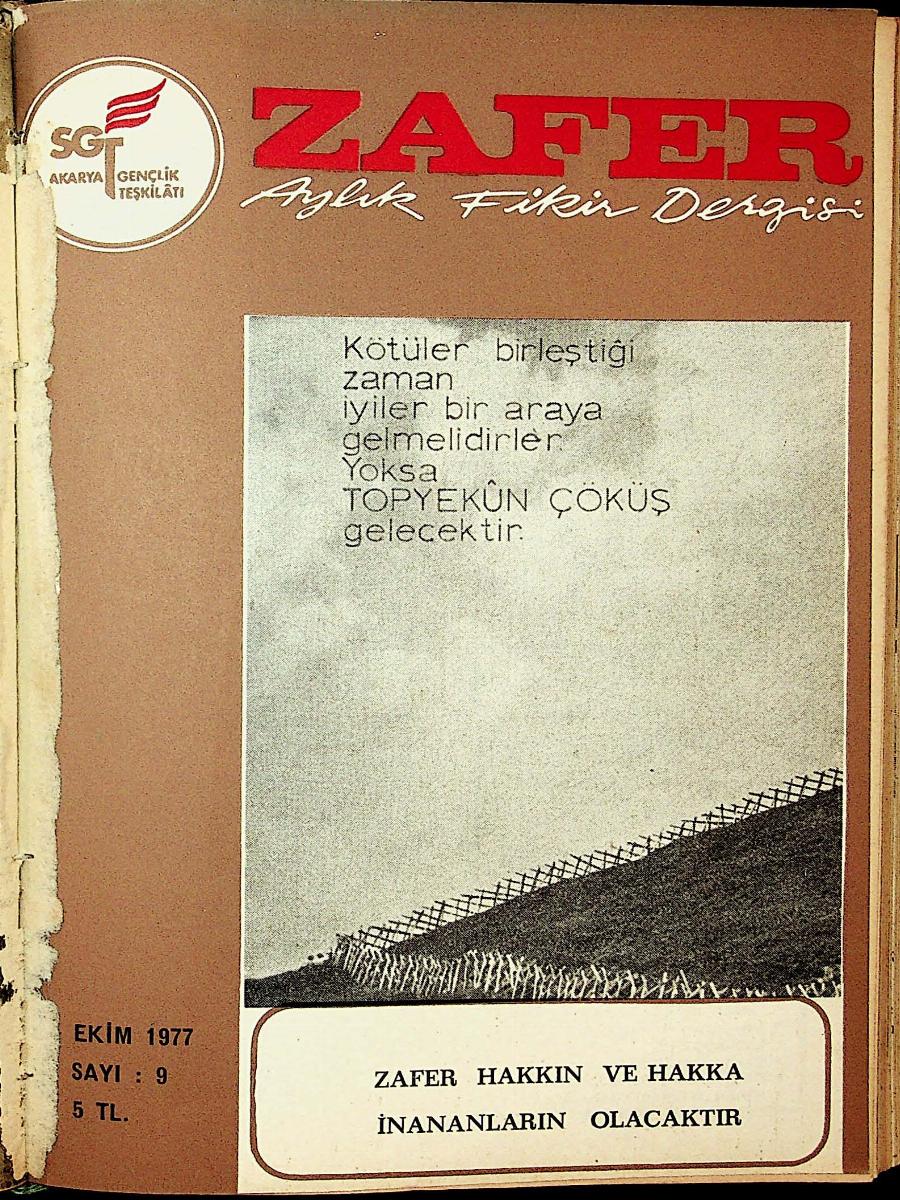 SGT
AKARYA GENÇLİK
TEŞKİLÂTI
ZAFER
Aylık Fikir Dergisi
Kötüler birleştiği
zaman
iyiler bir araya
gelmelidirler.
Yoksa
TOPYEKÛN ÇÖKÜŞ
gelecektir.
EKİM 1977
SAYI : 9
5 TL.
ZAFER HAKKIN VE HAKKA
İNANANLARIN OLACAKTIR